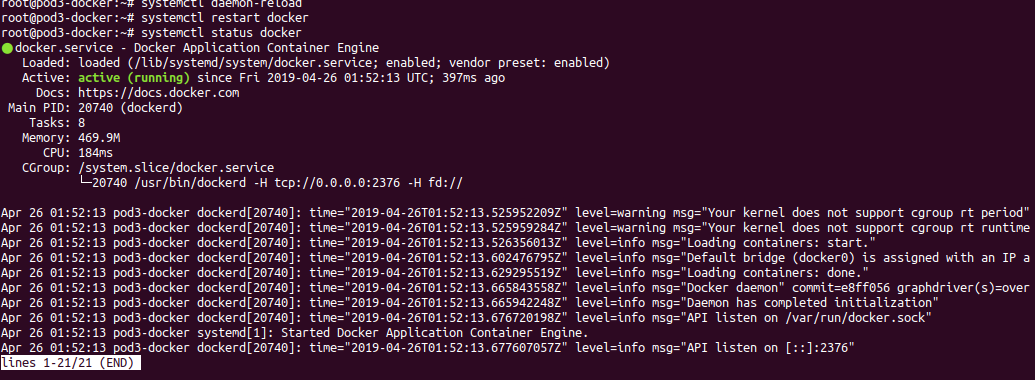 root@pod3-docker:~# systemctl daemon-reload
root@pod3-docker:~# systemctl restart docker
root@pod3-docker:~# systemctl status docker
docker.service - Docker Application Container Engine
Loaded: loaded (/lib/systemd/system/docker.service; enabled; vendor preset: enabled)
Active: active (running) since Fri 2019-04-26 01:52:13 UTC; 397ms ago
Docs: https://docs.docker.com
Main PID: 20740 (dockerd)
Tasks: 8
Memory: 469.9M
CPU: 184ms
CGroup: /system.slice/docker.service
└─20740 /usr/bin/dockerd -H tcp://0.0.0.0:2376 -H fd://
Apr 26 01:52:13 pod3-docker dockerd[20740]: time="2019-04-26T01:52:13.525952209Z" level=warning msg="Your kernel does not support cgroup rt period"
Apr 26 01:52:13 pod3-docker dockerd[20740]: time="2019-04-26T01:52:13.525959284Z" level=warning msg="Your kernel does not support cgroup rt runtime
Apr 26 01:52:13 pod3-docker dockerd[20740]: time="2019-04-26T01:52:13.526356013Z" level=info msg="Loading containers: start."
Apr 26 01:52:13 pod3-docker dockerd[20740]: time="2019-04-26T01:52:13.602476795Z" level=info msg="Default bridge (docker0) is assigned with an IP a
Apr 26 01:52:13 pod3-docker dockerd[20740]: time="2019-04-26T01:52:13.629295519Z" level=info msg="Loading containers: done."
Apr 26 01:52:13 pod3-docker dockerd[20740]: time="2019-04-26T01:52:13.665843558Z" level=info msg="Docker daemon" commit=e8ff056 graphdriver(s)=over
Apr 26 01:52:13 pod3-docker dockerd[20740]: time="2019-04-26T01:52:13.665942248Z" level=info msg="Daemon has completed initialization"
Apr 26 01:52:13 pod3-docker dockerd[20740]: time="2019-04-26T01:52:13.676720198Z" level=info msg="API listen on /var/run/docker.sock"
Apr 26 01:52:13 pod3-docker systemd[1]: Started Docker Application Container Engine.
Apr 26 01:52:13 pod3-docker dockerd[20740]: time="2019-04-26T01:52:13.677607057Z" level=info msg="API listen on [::]:2376"
lines 1-21/21 (END)